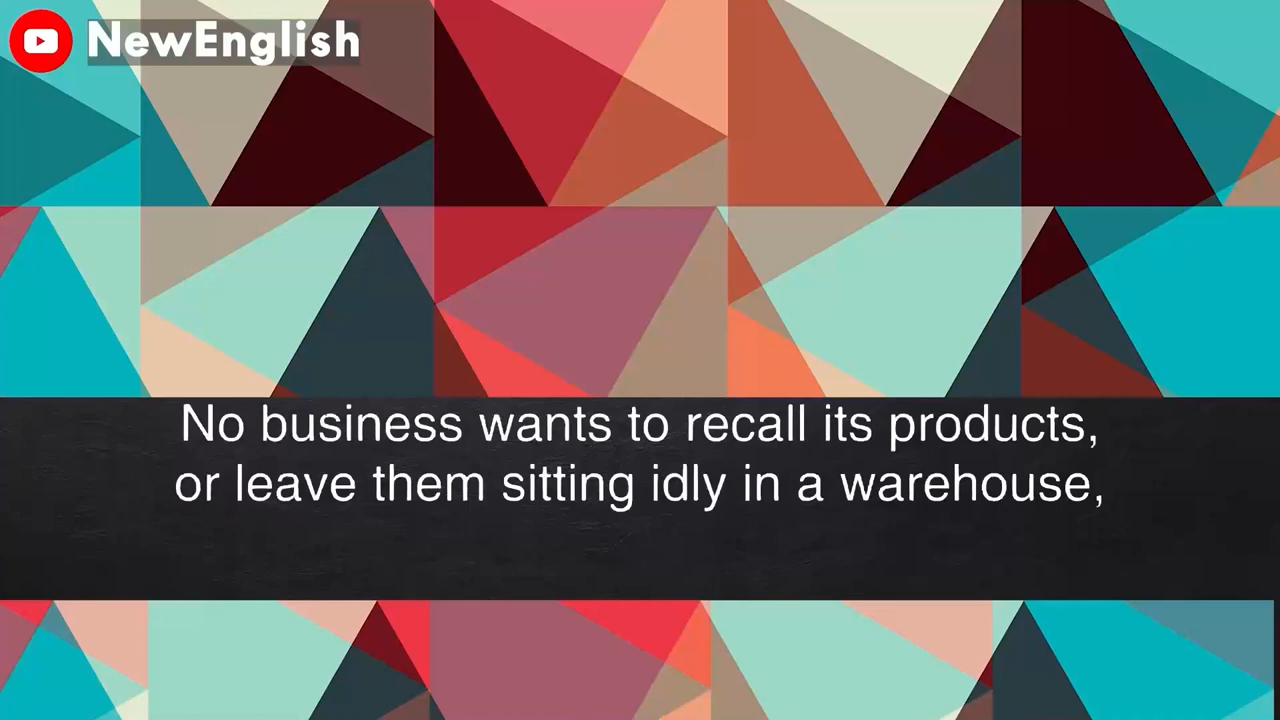 NewEnglish
No business wants to recall its products,
or leave them sitting idly in a warehouse,